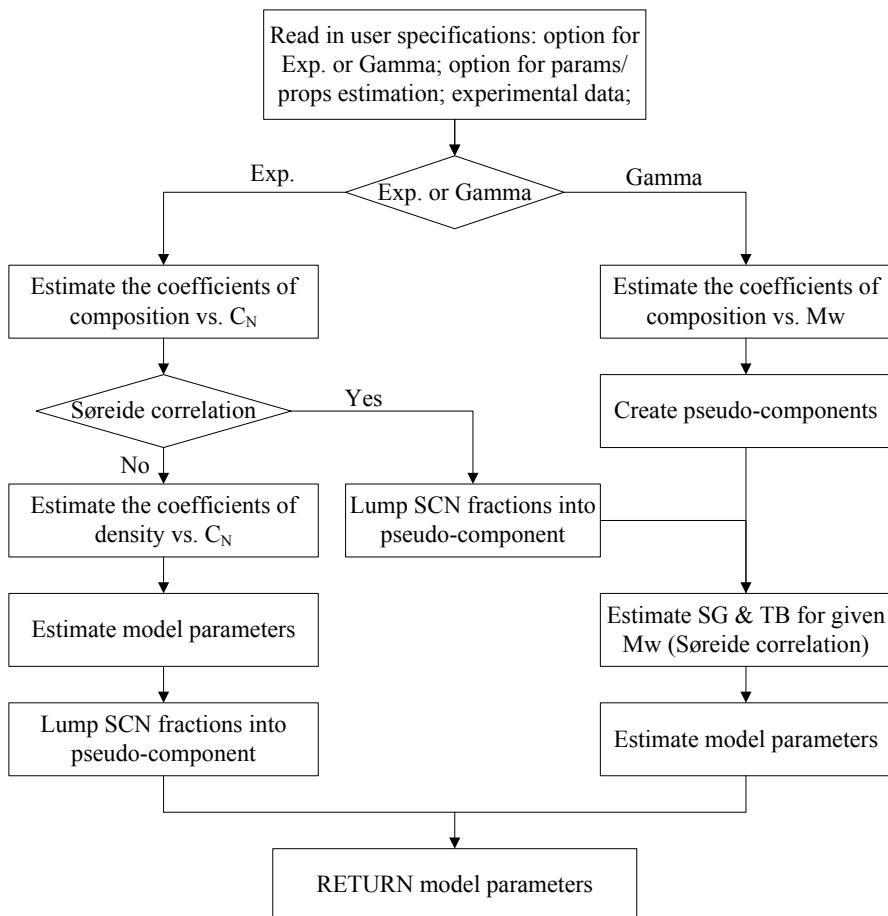 Read in user specifications: option for
Exp. or Gamma; option for params/
props estimation; experimental data;
Exp.
Exp. or Gamma
Gamma
Estimate the coefficients of
composition vs. C_N
Estimate the coefficients of
composition vs. Mw
Søreide correlation
Yes
Create pseudo-components
No
Estimate the coefficients of
density vs. C_N
Lump SCN fractions into
pseudo-component
Estimate model parameters
Estimate SG & TB for given
Mw (Søreide correlation)
Lump SCN fractions into
pseudo-component
Estimate model parameters
RETURN model parameters